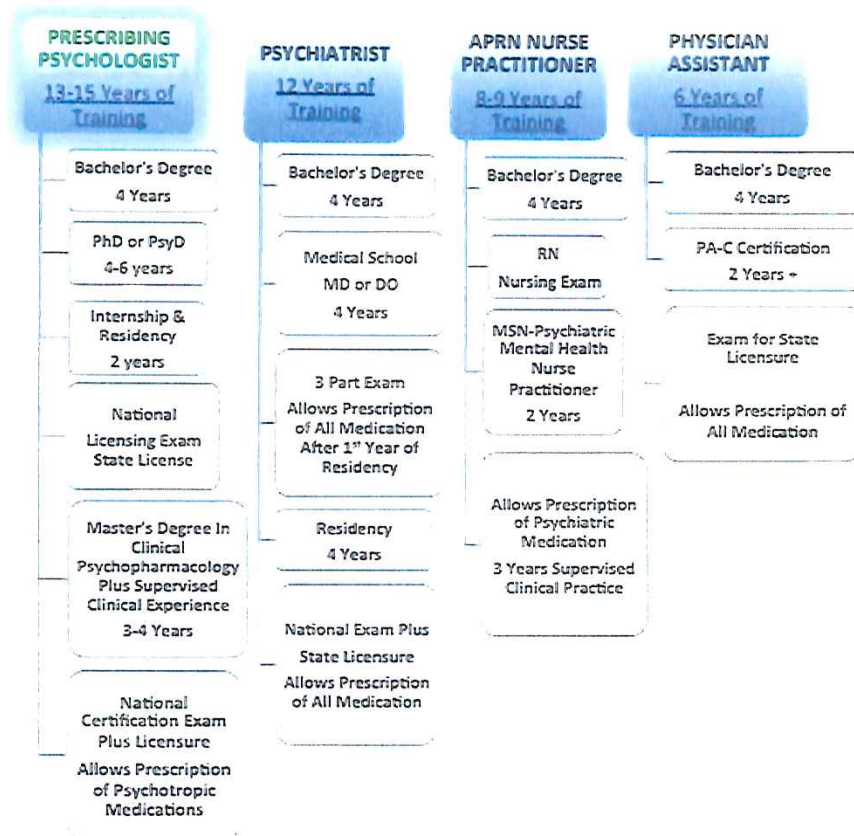 PRESCRIBING
PSYCHOLOGIST
13-15 Years of
Training
Bachelor's Degree
4 Years
PhD or PsyD
4-6 years
Internship &
Residency
2 years
National
Licensing Exam
State License
Master's Degree In
Clinical
Psychopharmacology
Plus Supervised
Clinical Experience
3-4 Years
National
Certification Exam
Plus Licensure
Allows Prescription
of Psychotropic
Medications
PSYCHIATRIST
12 Years of
Training
Bachelor's Degree
4 Years
Medical School
MD or DO
4 Years
3 Part Exam
Allows Prescription
of All Medication
After 1st Year of
Residency
Residency
4 Years
National Exam Plus
State Licensure
Allows Prescription
of All Medication
APRN NURSE
PRACTITIONER
8-9 Years of
Training
Bachelor's Degree
4 Years
RN
Nursing Exam
MSN-Psychiatric
Mental Health
Nurse
Practitioner
2 Years
Allows Prescription
of Psychiatric
Medication
3 Years Supervised
Clinical Practice
PHYSICIAN
ASSISTANT
6 Years of
Training
Bachelor's Degree
4 Years
PA-C Certification
2 Years +
Exam for State
Licensure
Allows Prescription of
All Medication